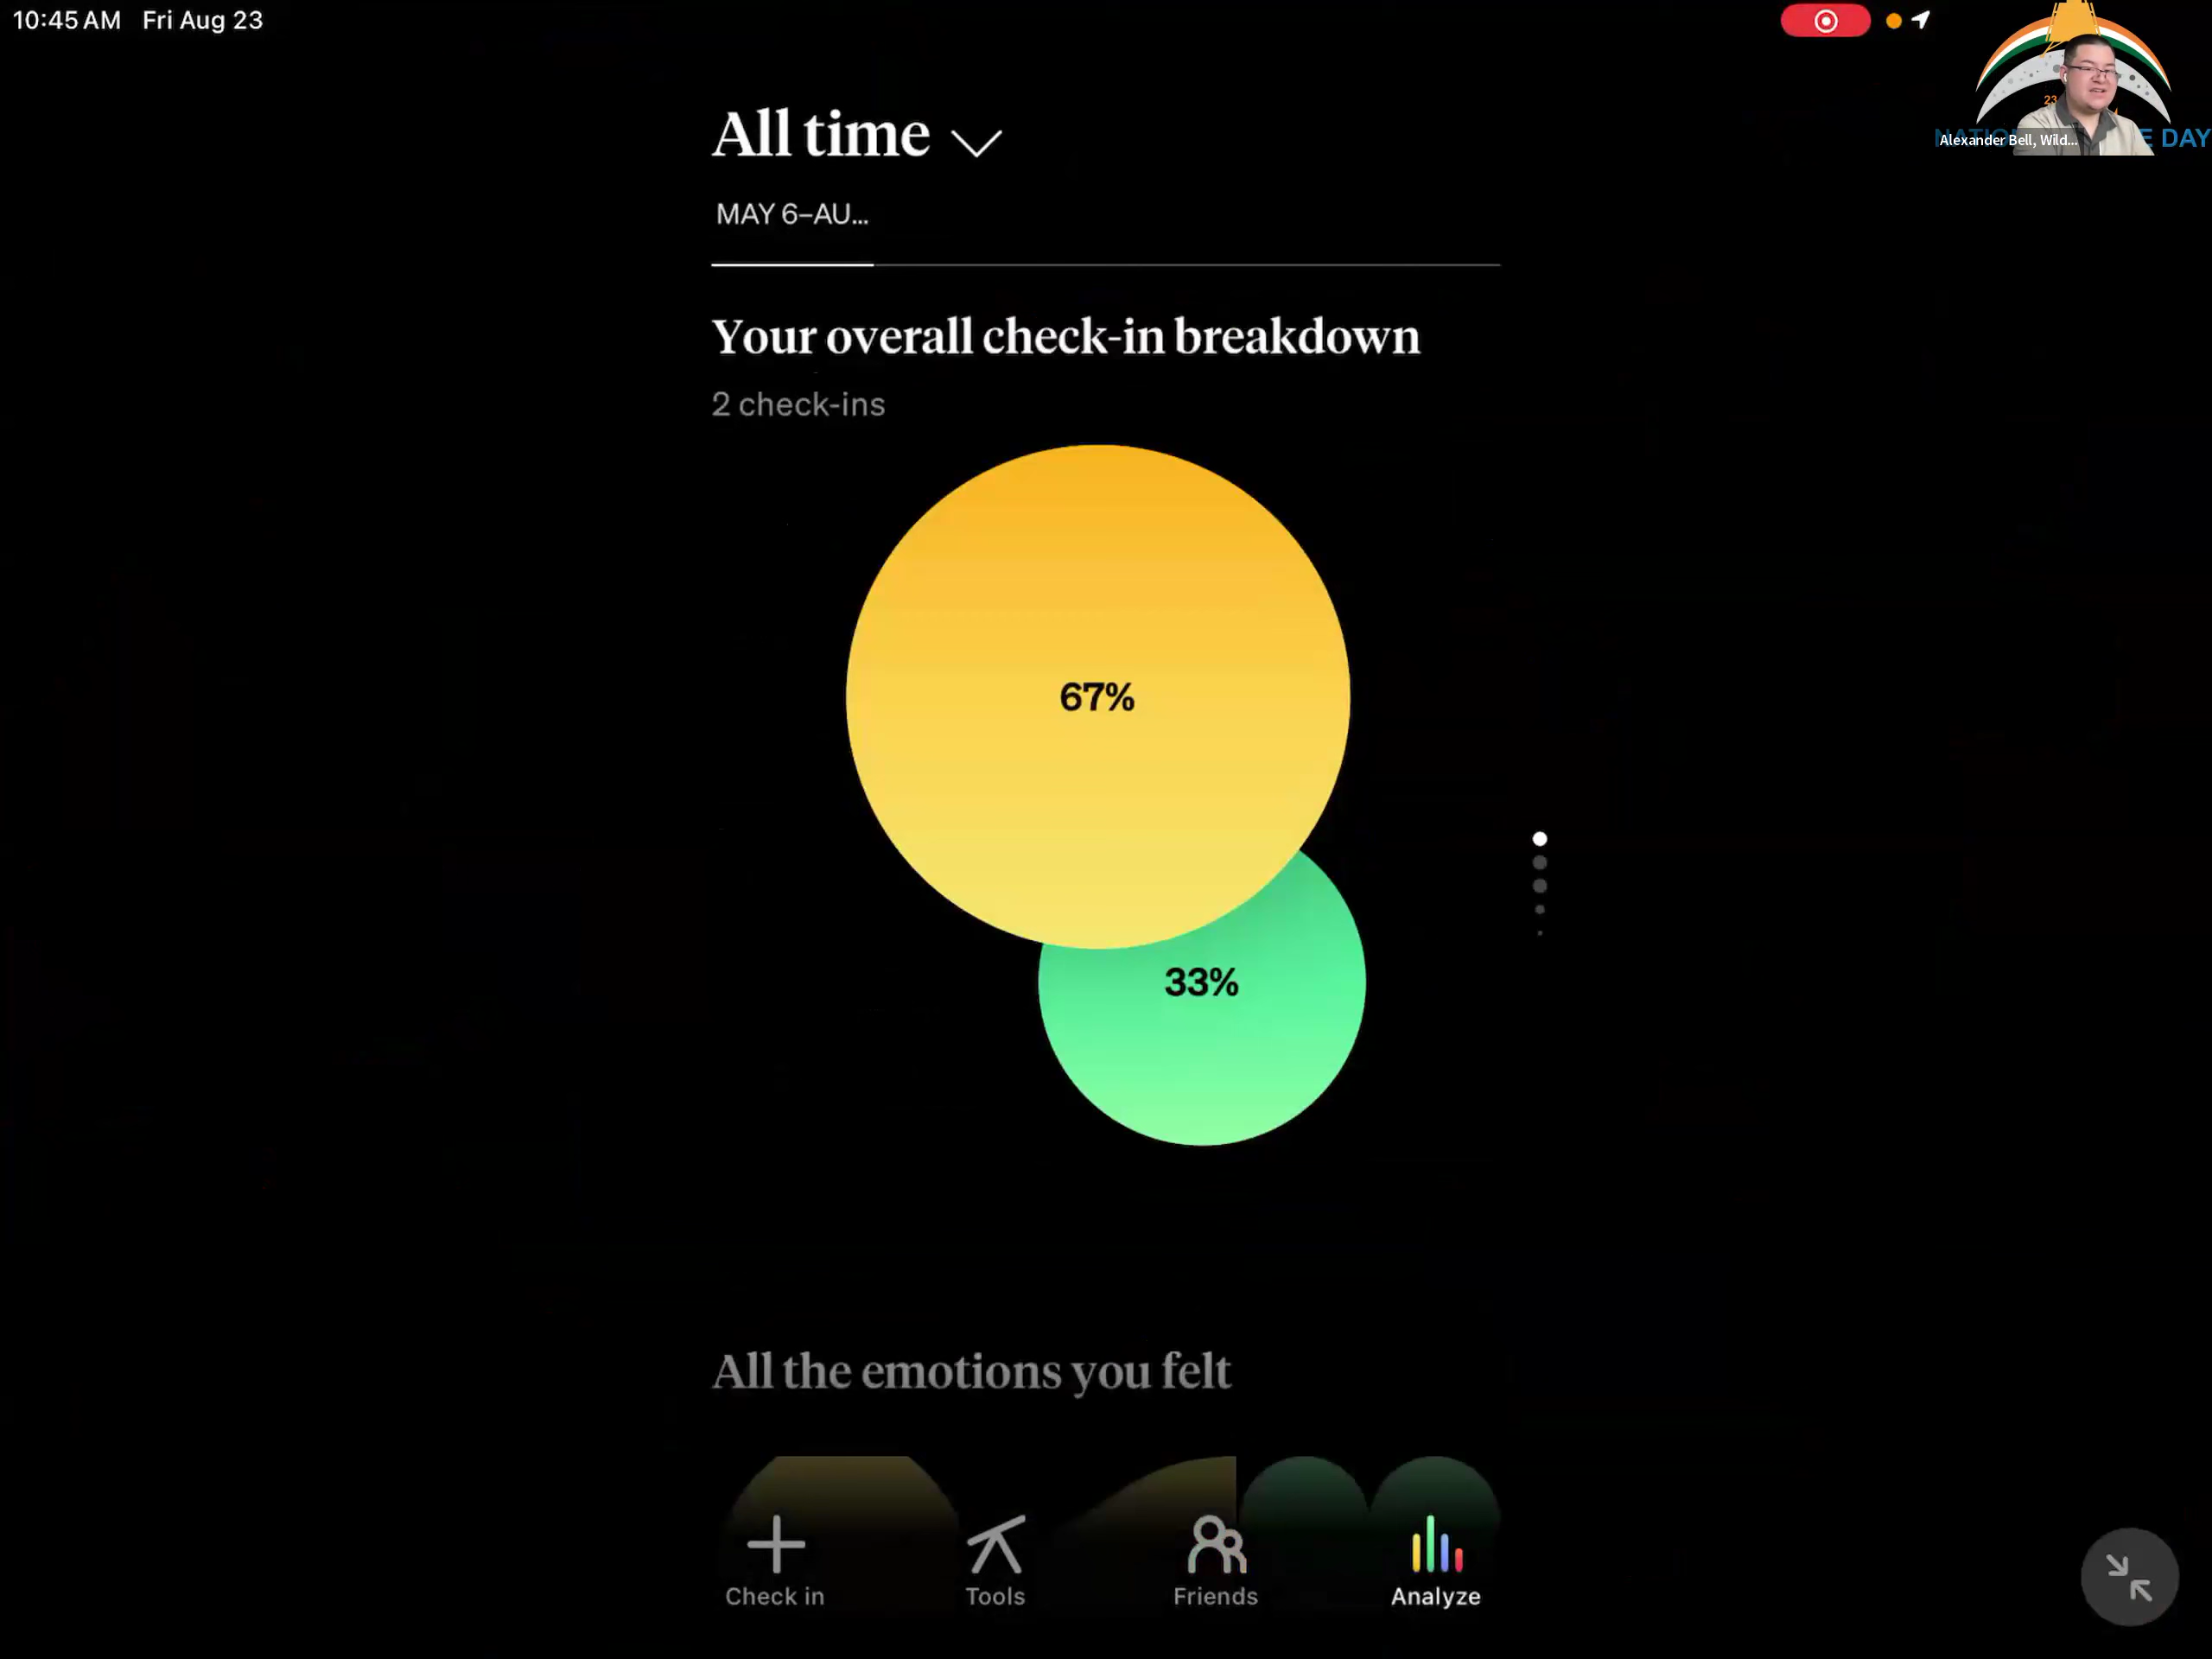 10:45 AM Fri Aug 23
23
E DAY
Alexander Bell, Wild...
All time
MAY 6–AU...
Your overall check-in breakdown
2 check-ins
67%
33%
All the emotions you felt
Check in
Tools
Friends
Analyze